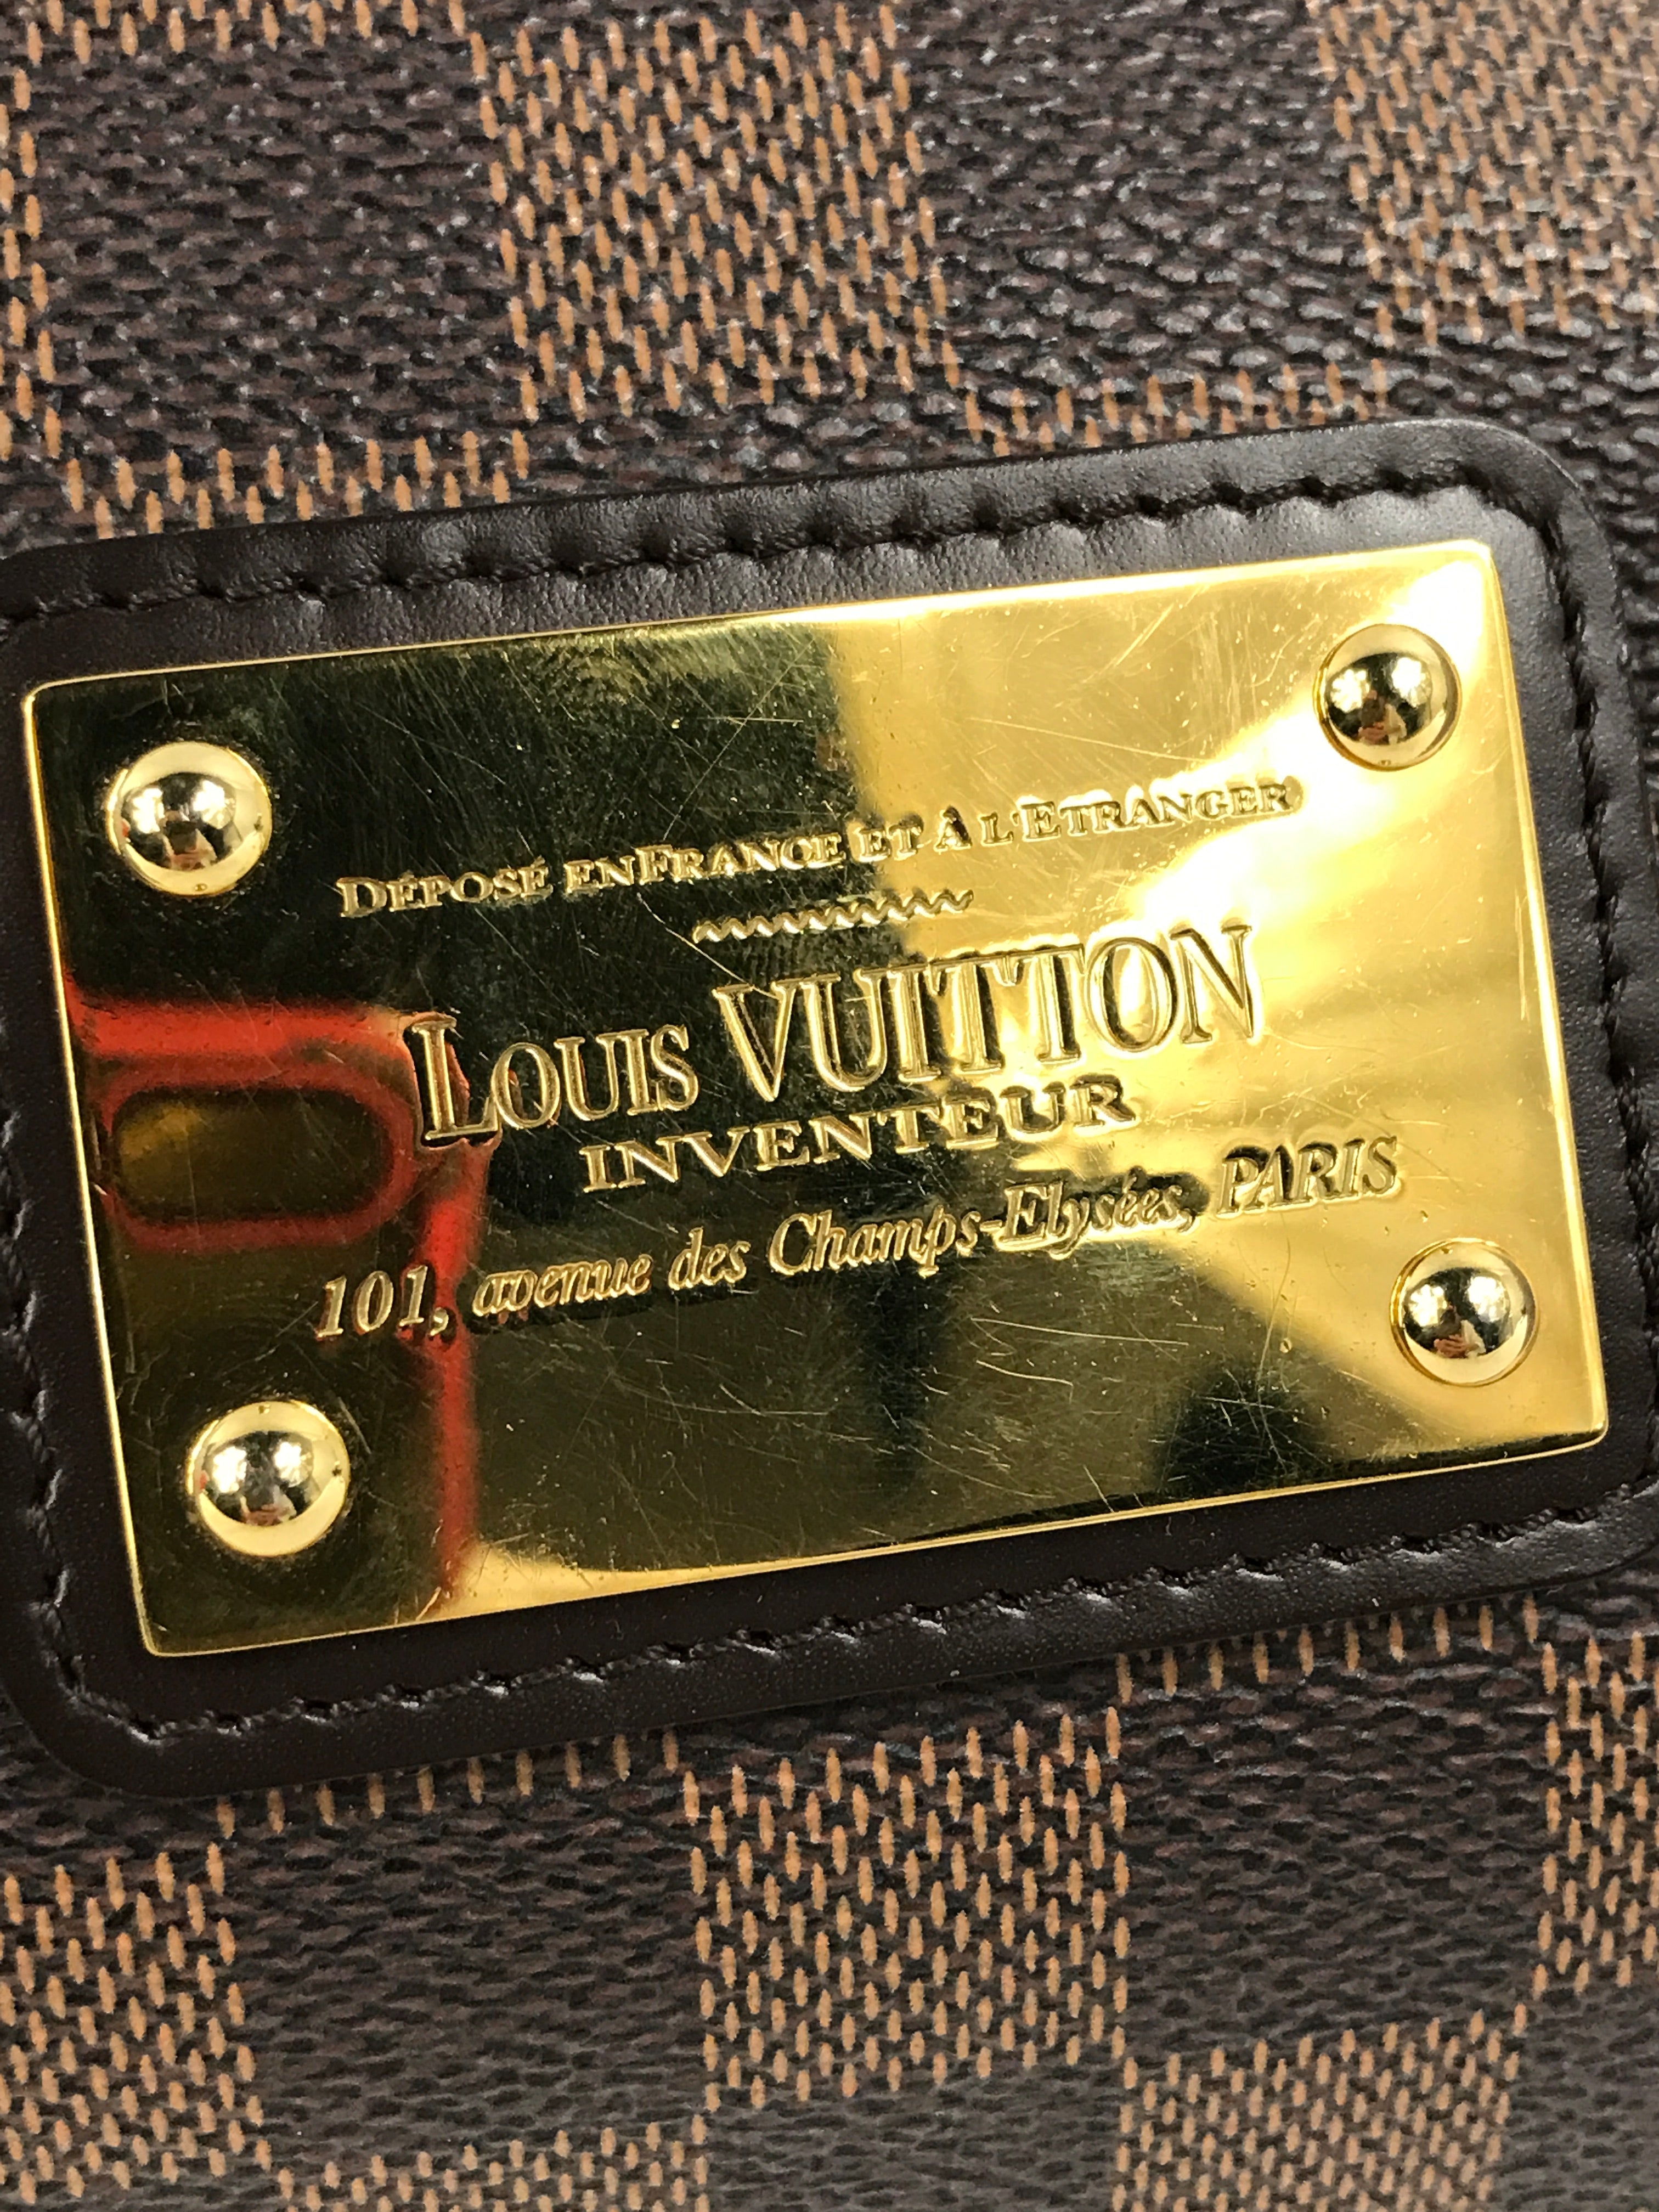 DÉPOSÉ ENFRANCE ET À L'ETRANGER
LOUIS VUITTON
INVENTEUR
101, avenue des Champs-Elysées, PARIS